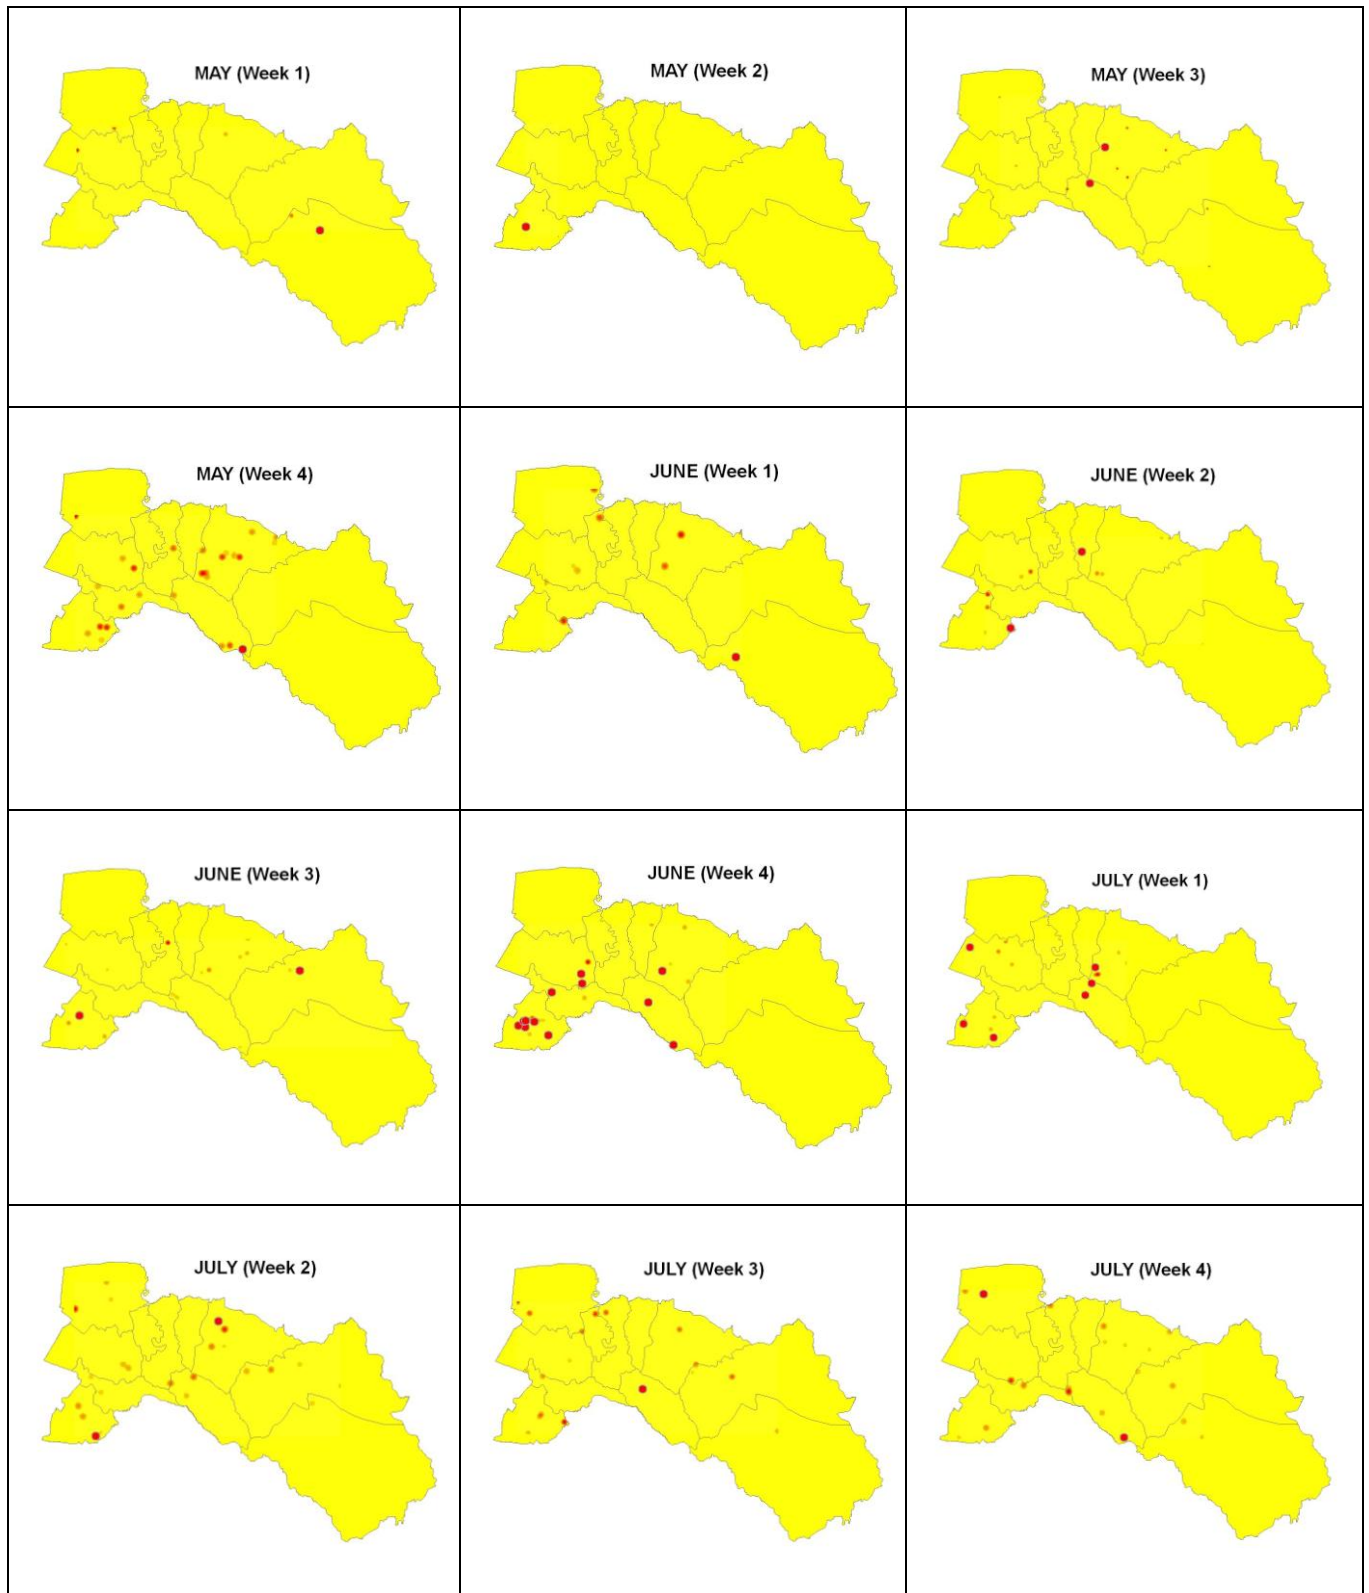 MAY (Week 1)
MAY (Week 2)
MAY (Week 3)
MAY (Week 4)
JUNE (Week 1)
JUNE (Week 2)
JUNE (Week 3)
JUNE (Week 4)
JULY (Week 1)
JULY (Week 2)
JULY (Week 3)
JULY (Week 4)